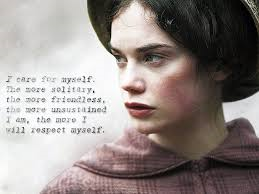 I care for myself.
The more solitary,
the more friendless,
the more unsustained
I am, the more I
will respect myself.